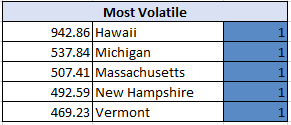 Most Volatile
942.86 Hawaii 1
537.84 Michigan 1
507.41 Massachusetts 1
492.59 New Hampshire 1
469.23 Vermont 1